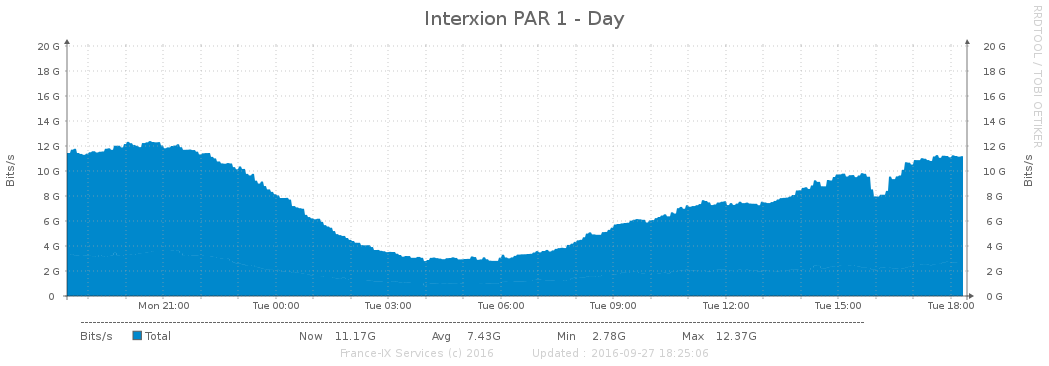 Interxion PAR 1 - Day
RRDTOOL / TOBI OETIKER
Bits/s
20 G 20 G
18 G 18 G
16 G 16 G
14 G 14 G
12 G 12 G
10 G 10 G
8 G 8 G
6 G 6 G
4 G 4 G
2 G 2 G
0 0 G
Bits/s
Mon 21:00 Tue 00:00 Tue 03:00 Tue 06:00 Tue 09:00 Tue 12:00 Tue 15:00 Tue 18:00
Bits/s Total Now 11.17G Avg 7.43G Min 2.78G Max 12.37G
France-IX Services (c) 2016 Updated : 2016-09-27 18:25:06